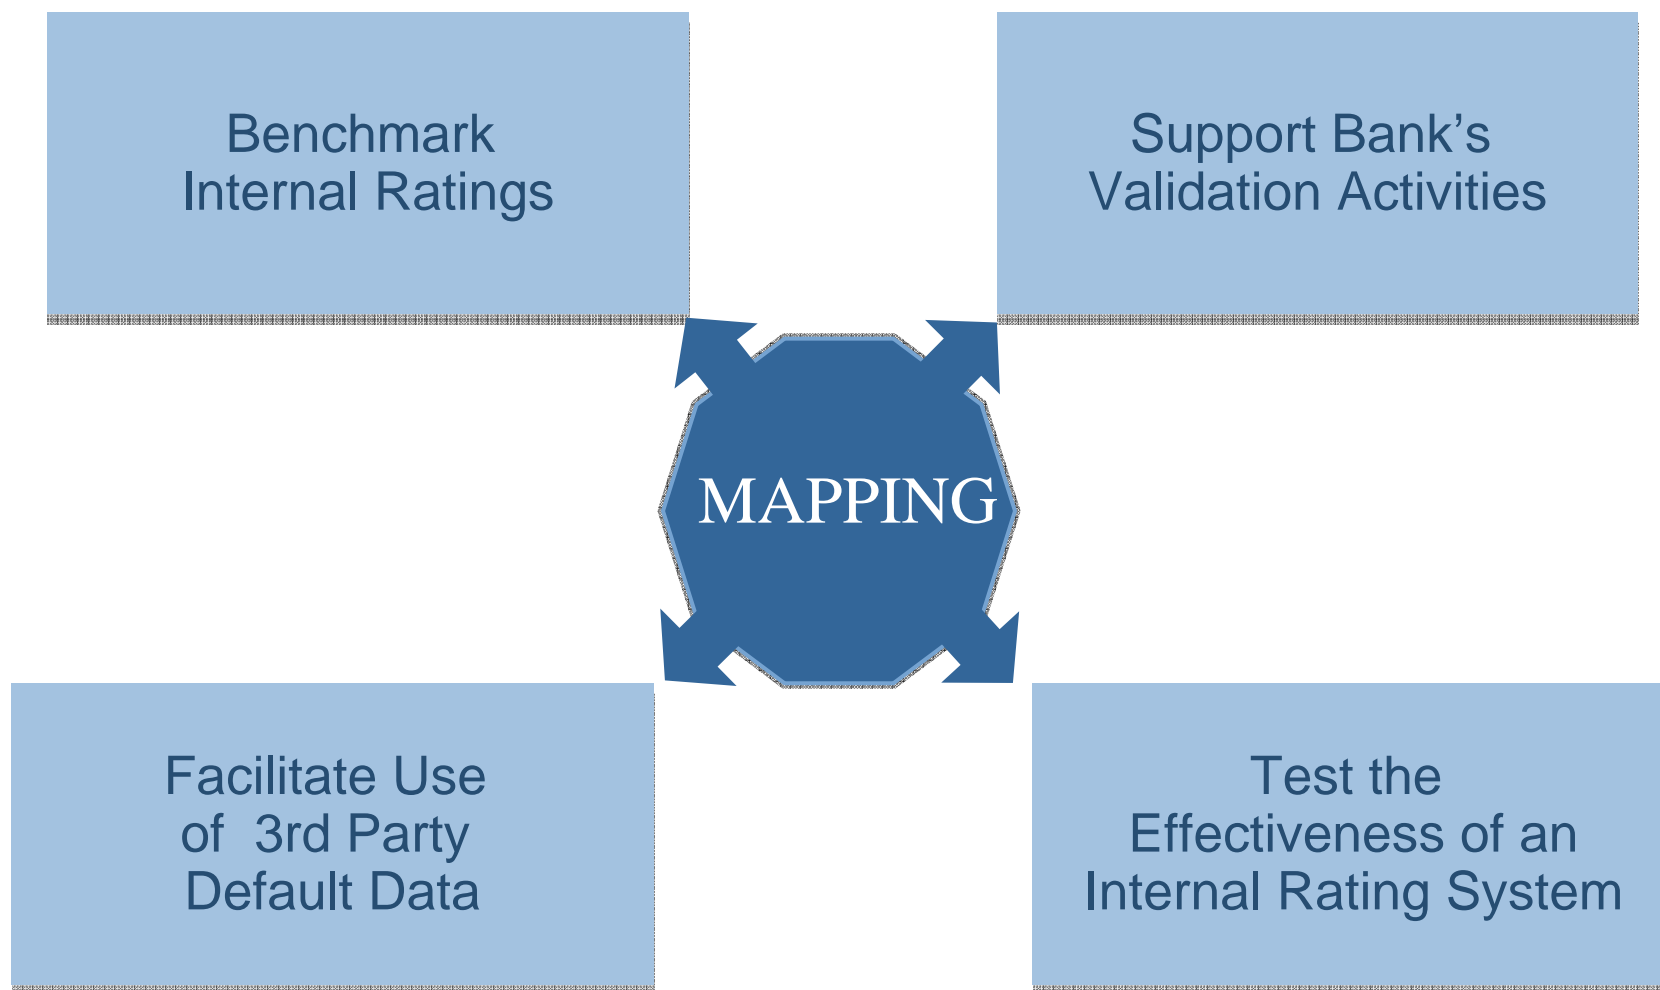 Benchmark
Internal Ratings
Support Bank’s
Validation Activities
MAPPING
Facilitate Use
of 3rd Party
Default Data
Test the
Effectiveness of an
Internal Rating System